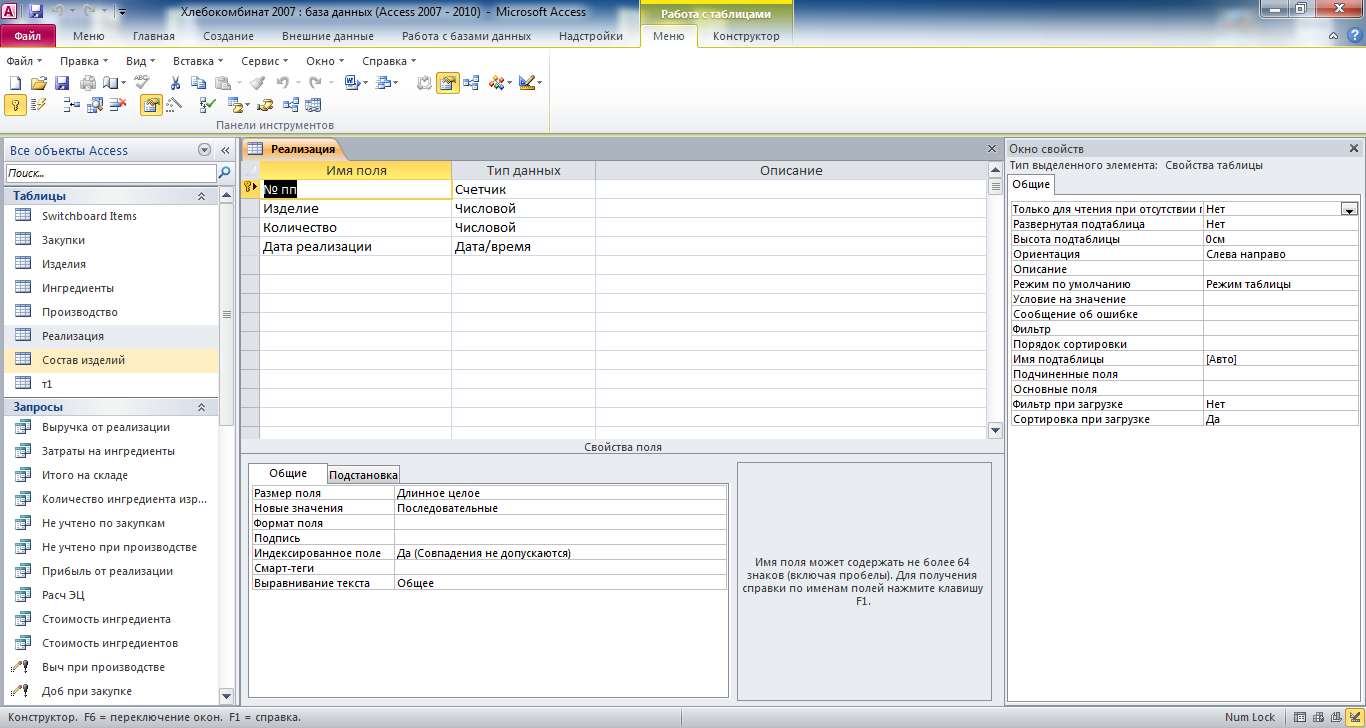 Хлебокомбинат 2007 : база данных (Access 2007 - 2010) - Microsoft Access
Работа с таблицами
Файл Меню Главная Создание Внешние данные Работа с базами данных Надстройки Меню Конструктор
Файл Правка Вид Вставка Сервис Окно Справка
Панели инструментов
Все объекты Access
Поиск...
Таблицы
Switchboard Items
Закупки
Изделия
Ингредиенты
Производство
Реализация
Состав изделий
т1
Запросы
Выручка от реализации
Затраты на ингредиенты
Итого на складе
Количество ингредиента изр...
Не учтено по закупкам
Не учтено при производстве
Прибыль от реализации
Расч ЭЦ
Стоимость ингредиента
Стоимость ингредиентов
Выч при производстве
Доб при закупке
Реализация
Имя поля Тип данных Описание
№ пп Счетчик
Изделие Числовой
Количество Числовой
Дата реализации Дата/время
Свойства поля
Общие Подстановка
Размер поля Длинное целое
Новые значения Последовательные
Формат поля
Подпись
Индексированное поле Да (Совпадения не допускаются)
Смарт-теги
Выравнивание текста Общее
Имя поля может содержать не более 64
знаков (включая пробелы). Для получения
справки по именам полей нажмите клавишу
F1.
Окно свойств
Тип выделенного элемента: Свойства таблицы
Общие
Только для чтения при отсутствии г Нет
Развернутая подтаблица Нет
Высота подтаблицы 0см
Ориентация Слева направо
Описание
Режим по умолчанию Режим таблицы
Условие на значение
Сообщение об ошибке
Фильтр
Порядок сортировки
Имя подтаблицы [Авто]
Подчиненные поля
Основные поля
Фильтр при загрузке Нет
Сортировка при загрузке Да
Конструктор. F6 = переключение окон. F1 = справка.
Num Lock